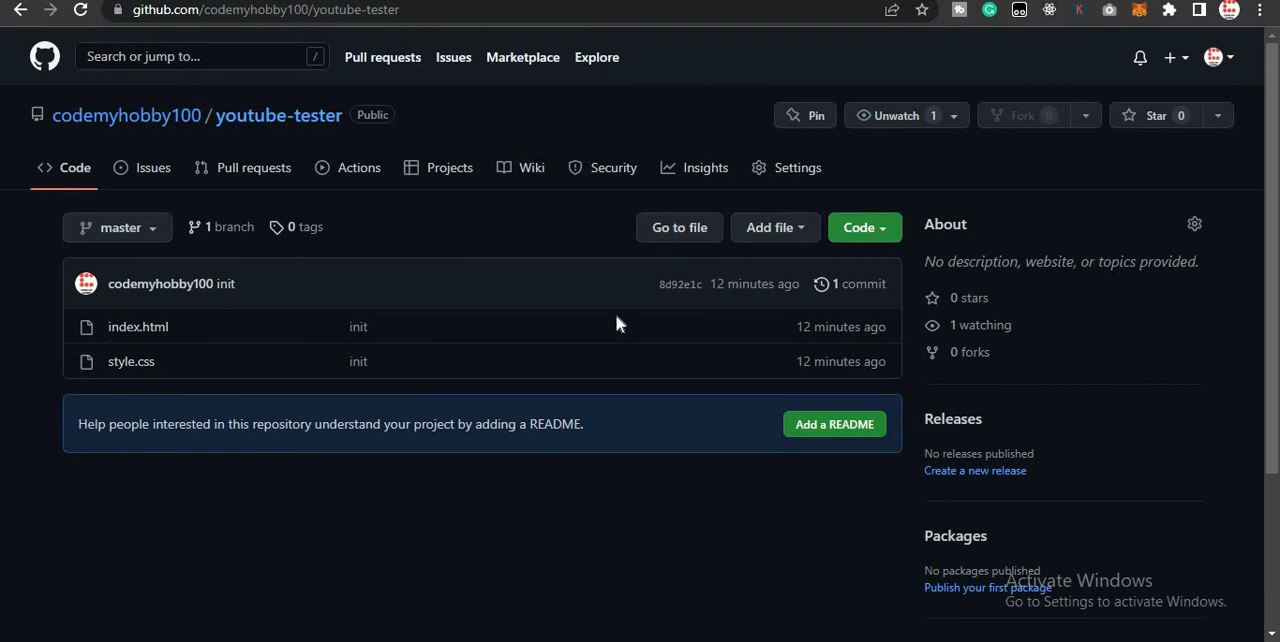 github.com/codemyhobby100/youtube-tester
Search or jump to... /
Pull requests Issues Marketplace Explore
codemyhobby100 / youtube-tester Public
Pin Unwatch 1 Fork 0 Star 0
Code Issues Pull requests Actions Projects Wiki Security Insights Settings
master 1 branch 0 tags Go to file Add file Code
codemyhobby100 init 8d92e1c 12 minutes ago 1 commit
index.html init 12 minutes ago
style.css init 12 minutes ago
Help people interested in this repository understand your project by adding a README. Add a README
About
No description, website, or topics provided.
0 stars
1 watching
0 forks
Releases
No releases published
Create a new release
Packages
No packages published
Publish your first package
Activate Windows
Go to Settings to activate Windows.